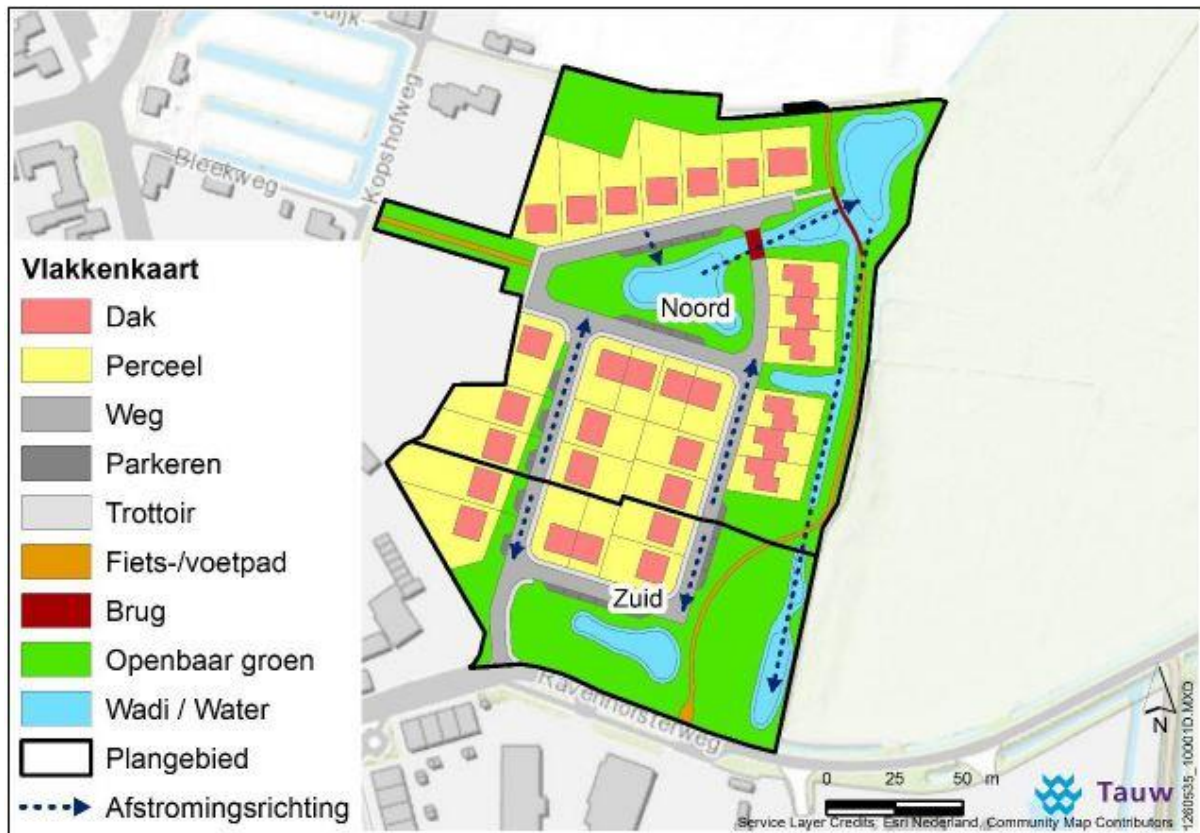 Kopshofweg
Bleekweg
Vlakkenkaart
Dak
Perceel
Weg
Parkeren
Trottoir
Fiets-/voetpad
Brug
Openbaar groen
Wadi / Water
Plangebied
Afstromingsrichting
Noord
Zuid
N
0 25 50 m
Tauw
Service Layer Credits: Esri Nederland, Community Map Contributors